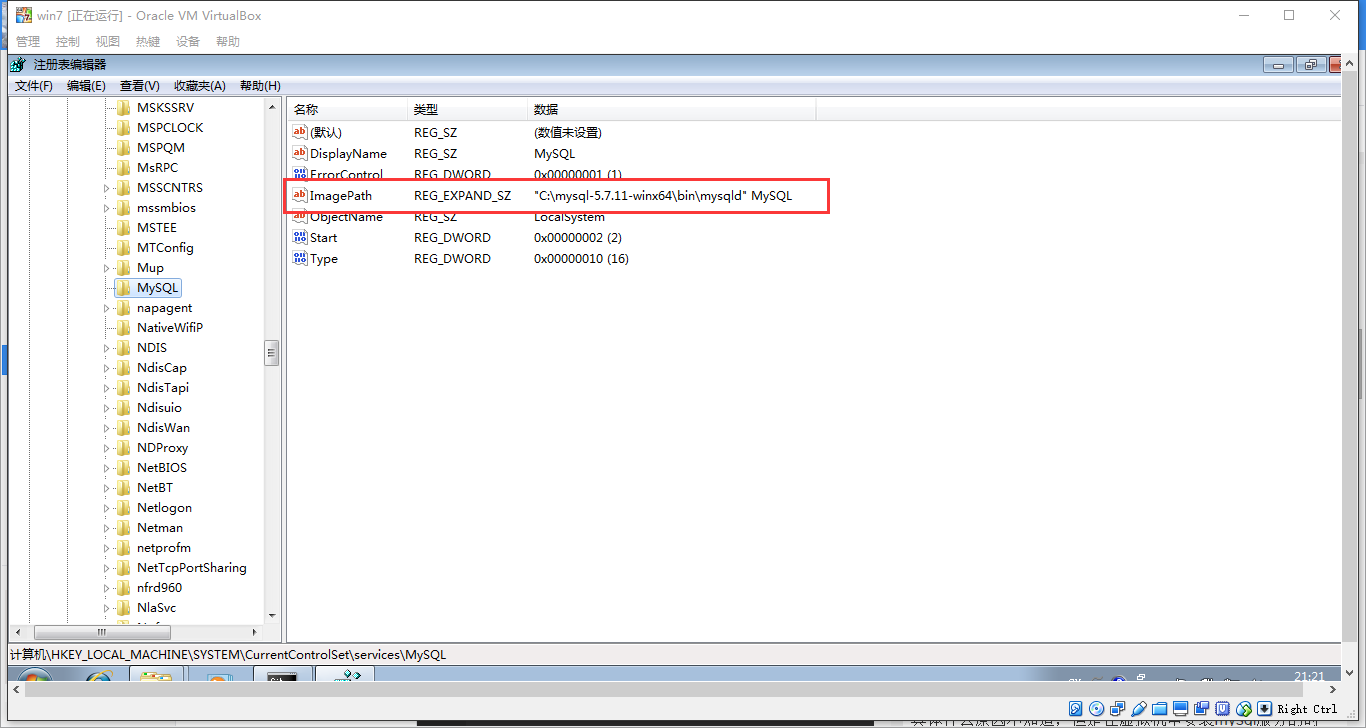 win7 [正在运行] - Oracle VM VirtualBox
管理 控制 视图 热键 设备 帮助
注册表编辑器
文件(F) 编辑(E) 查看(V) 收藏夹(A) 帮助(H)
MSKSSRV
MSPCLOCK
MSPQM
MsRPC
MSSCNTRS
mssmbios
MSTEE
MTConfig
Mup
MySQL
napagent
NativeWifiP
NDIS
NdisCap
NdisTapi
Ndisuio
NdisWan
NDProxy
NetBIOS
NetBT
Netlogon
Netman
netprofm
NetTcpPortSharing
nfrd960
NlaSvc
名称 类型 数据
(默认) REG_SZ (数值未设置)
DisplayName REG_SZ MySQL
ErrorControl REG_DWORD 0x00000001 (1)
ImagePath REG_EXPAND_SZ "C:\mysql-5.7.11-winx64\bin\mysqld" MySQL
ObjectName REG_SZ LocalSystem
Start REG_DWORD 0x00000002 (2)
Type REG_DWORD 0x00000010 (16)
计算机\HKEY_LOCAL_MACHINE\SYSTEM\CurrentControlSet\services\MySQL
21:21
Right Ctrl